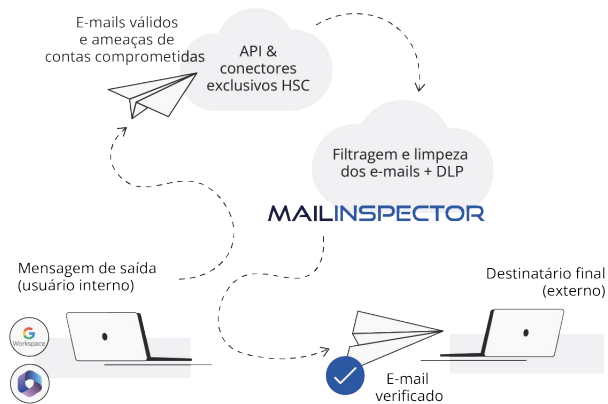 E-mails válidos
e ameaças de
contas comprometidas
API &
conectores
exclusivos HSC
Filtragem e limpeza
dos e-mails + DLP
MAILINSPECTOR
Mensagem de saída
(usuário interno)
Google
Workspace
Destinatário final
(externo)
E-mail
verificado